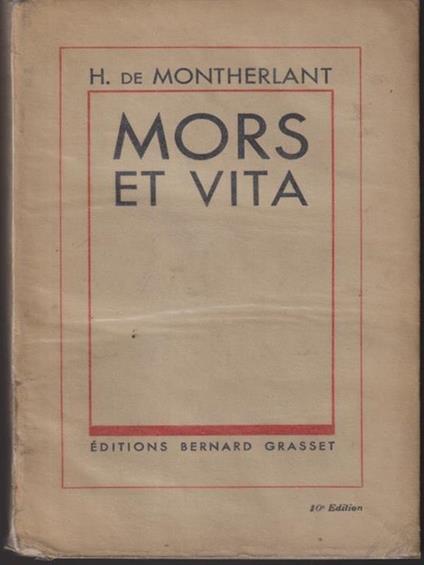 H. DE MONTHERLANT
MORS
ET VITA
ÉDITIONS BERNARD GRASSET
10e Edition